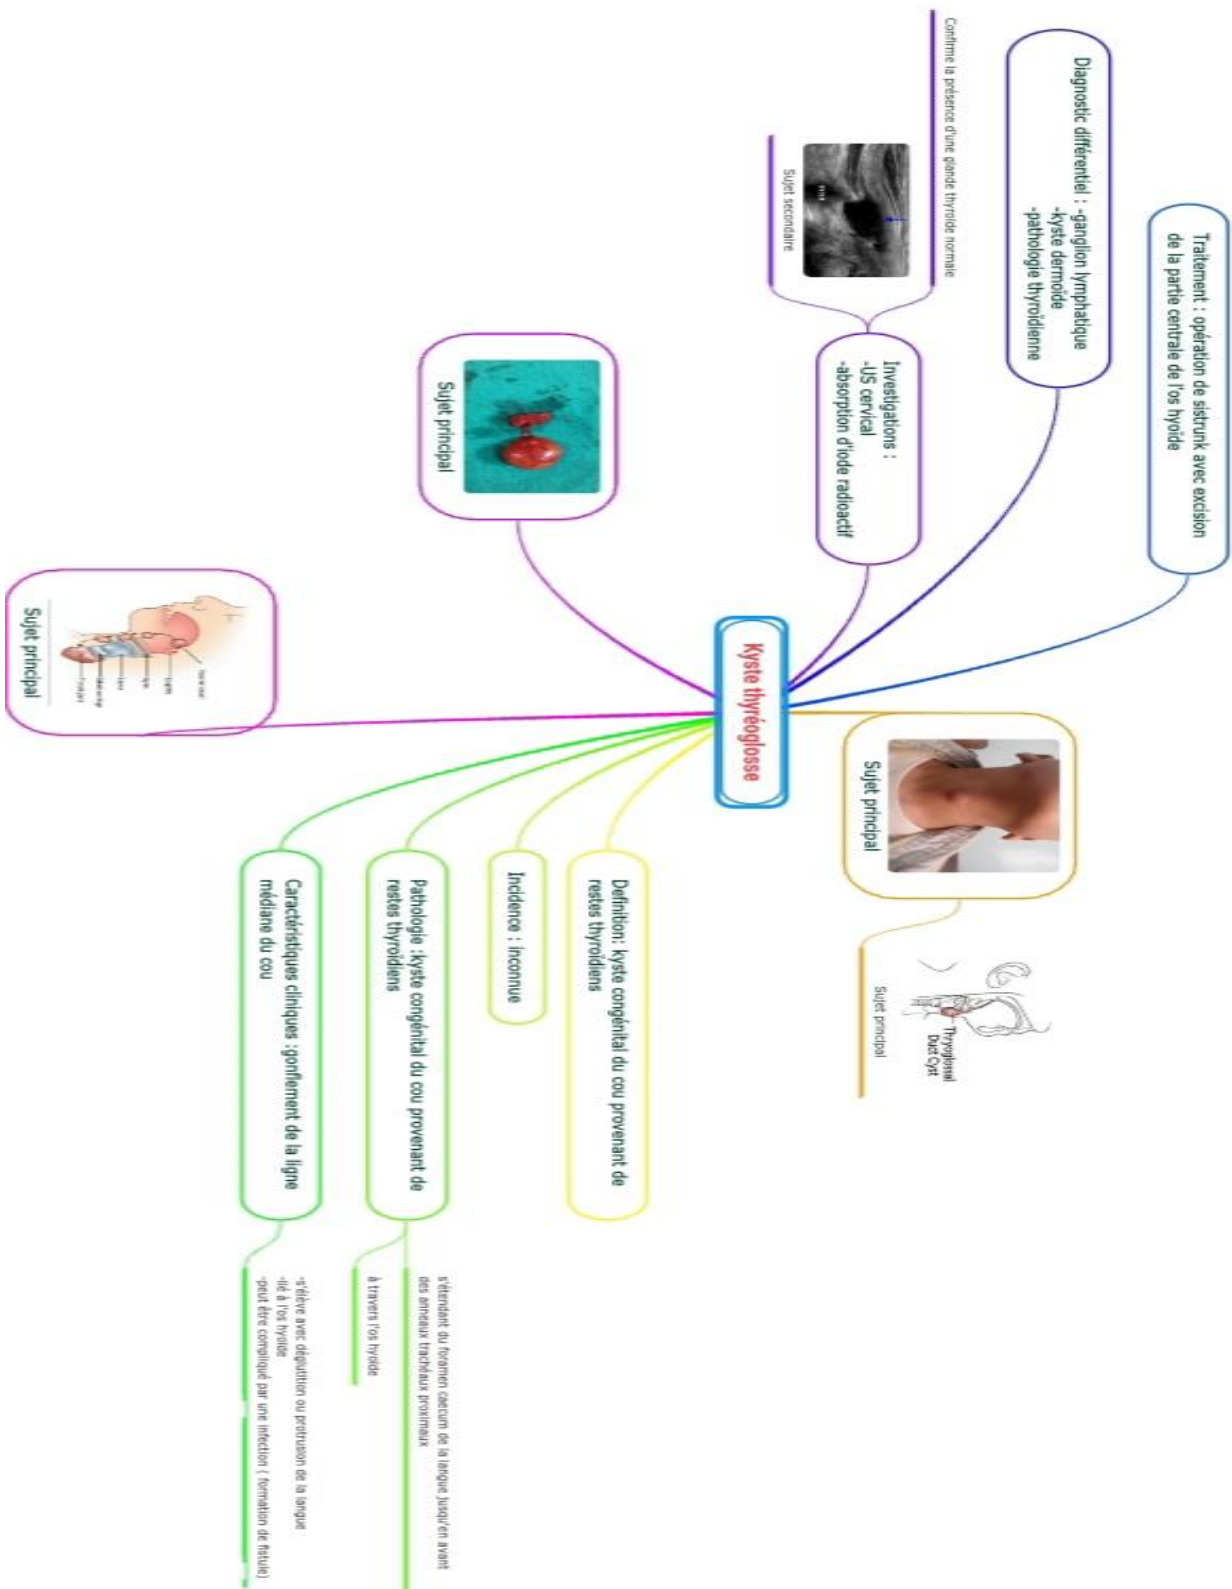 Kyste thyréoglosse
Sujet principal
Thryoglossal
Duct Cyst
Sujet principal
Definition: kyste congénital du cou provenant de
restes thyroïdiens
Incidence : inconnue
Pathologie :kyste congénital du cou provenant de
restes thyroïdiens
s'étendant du foramen caecum de la langue jusqu'en avant
des anneaux trachéaux proximaux
à travers l'os hyoïde
Caractéristiques cliniques :gonflement de la ligne
médiane du cou
-s'élève avec déglutition ou protrusion de la langue
-lié à l'os hyoïde
-peut être compliqué par une infection ( formation de fistule)
Traitement : opération de sistrunk avec excision
de la partie centrale de l'os hyoïde
Diagnostic différentiel : -ganglion lymphatique
-kyste dermoïde
-pathologie thyroïdienne
Investigations :
-US cervical
-absorption d'iode radioactif
Confirme la présence d'une glande thyroïde normale
Sujet secondaire
Sujet principal
Sujet principal